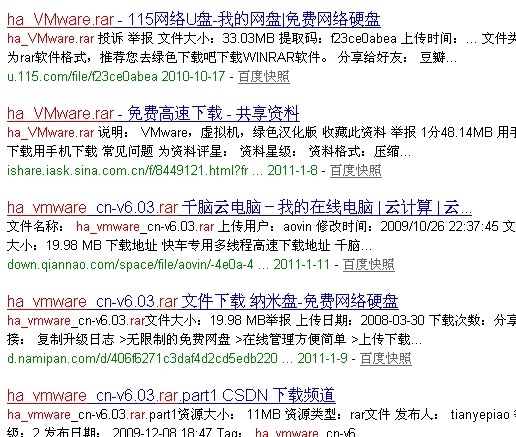 ha_VMware.rar - 115网络U盘-我的网盘|免费网络硬盘
ha_VMware.rar 投诉 举报 文件大小：33.03MB 提取码：f23ce0abea 上传时间：... 文件类
为rar软件格式，推荐您去绿色下载吧下载WINRAR软件。 分享给好友： 豆瓣...
u.115.com/file/f23ce0abea 2010-10-17 - 百度快照
ha_VMware.rar - 免费高速下载 - 共享资料
ha_VMware.rar 说明： VMware，虚拟机，绿色汉化版 收藏此资料 举报 1分48.14MB 用手
下载用手机下载 常见问题 为资料评星： 资料星级： 资料格式：压缩...
ishare.iask.sina.com.cn/f/8449121.html?fr ... 2011-1-8 - 百度快照
ha_vmware_cn-v6.03.rar 千脑云电脑－我的在线电脑 | 云计算 | 云...
文件名称： ha_vmware_cn-v6.03.rar 上传用户：aovin 修改时间：2009/10/26 22:37:45 文
大小：19.98 MB 下载地址 快车专用多线程高速下载地址 千脑...
down.qiannao.com/space/file/aovin/-4e0a-4 ... 2011-1-11 - 百度快照
ha_vmware_cn-v6.03.rar 文件下载 纳米盘-免费网络硬盘
ha_vmware_cn-v6.03.rar文件大小：19.98 MB举报 上传日期：2008-03-30 下载次数：分享
接： 复制升级日志 >无限制的免费网盘 >在线管理方便简单 >上传下载...
d.namipan.com/d/406f6271c3daf4d2cd5edb220 ... 2011-1-9 - 百度快照
ha_vmware_cn-v6.03.rar.part1 CSDN 下载频道
ha_vmware_cn-v6.03.rar.part1资源大小： 11MB 资源类型：rar文件 发布人： tianyepiao
级：2 发布日期： 2009-12-08 18:47 Tag： ha_vmware_cn-v6